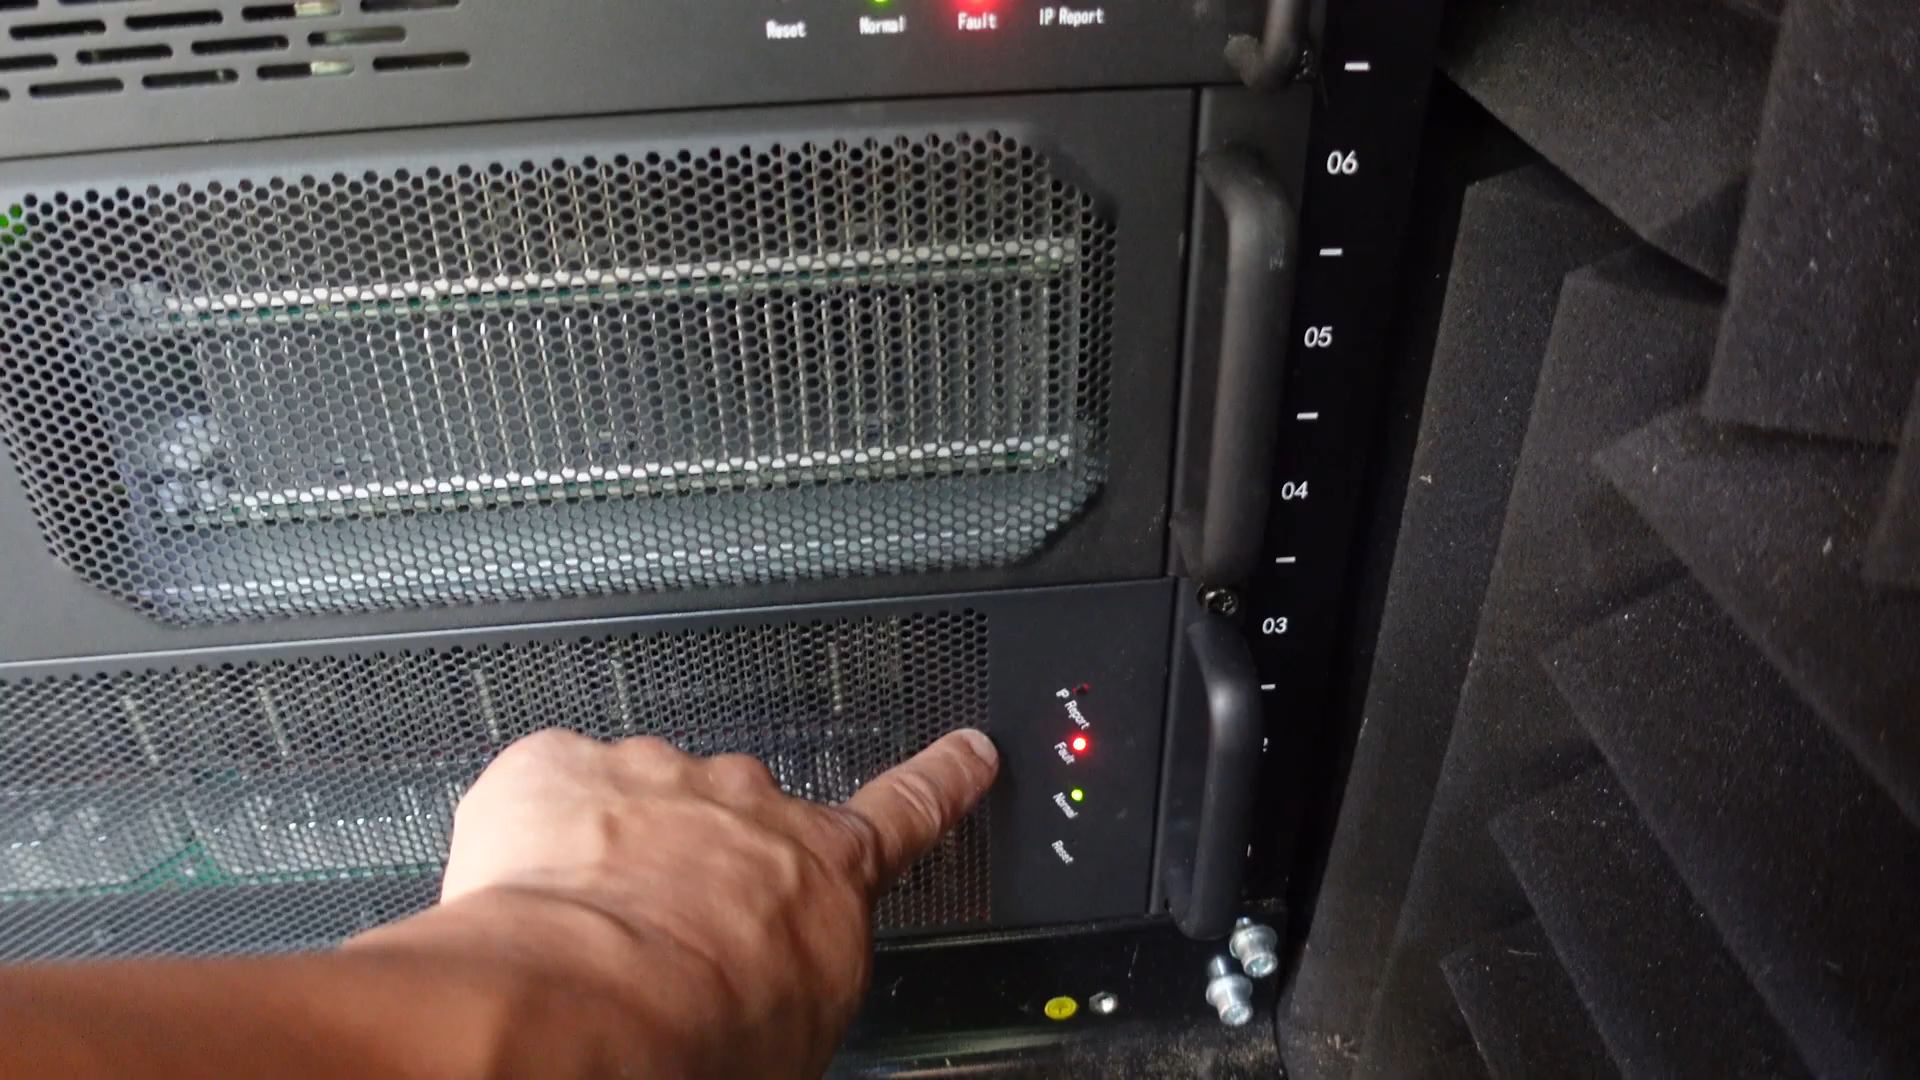 Reset Normal Fault IP Report
06
05
04
03
IP Report
Fault
Normal
Reset